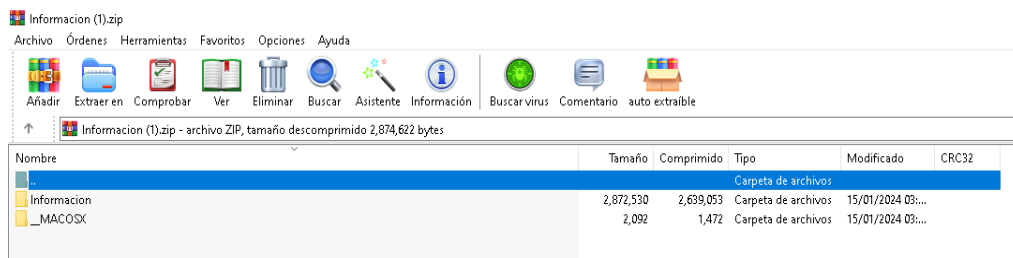 Informacion (1).zip
Archivo Órdenes Herramientas Favoritos Opciones Ayuda
Añadir Extraer en Comprobar Ver Eliminar Buscar Asistente Información Buscar virus Comentario auto extraíble
Informacion (1).zip - archivo ZIP, tamaño descomprimido 2,874,622 bytes
Nombre Tamaño Comprimido Tipo Modificado CRC32
.. Carpeta de archivos
Informacion 2,872,530 2,639,053 Carpeta de archivos 15/01/2024 03:...
__MACOSX 2,092 1,472 Carpeta de archivos 15/01/2024 03:...